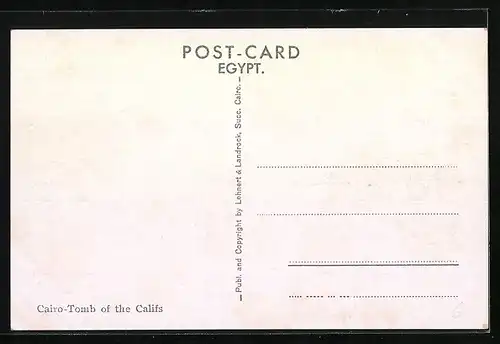 POST-CARD
EGYPT.
Publ. and Copyright by Lehnert & Landrock, Succ. Cairo.
Cairo-Tomb of the Califs